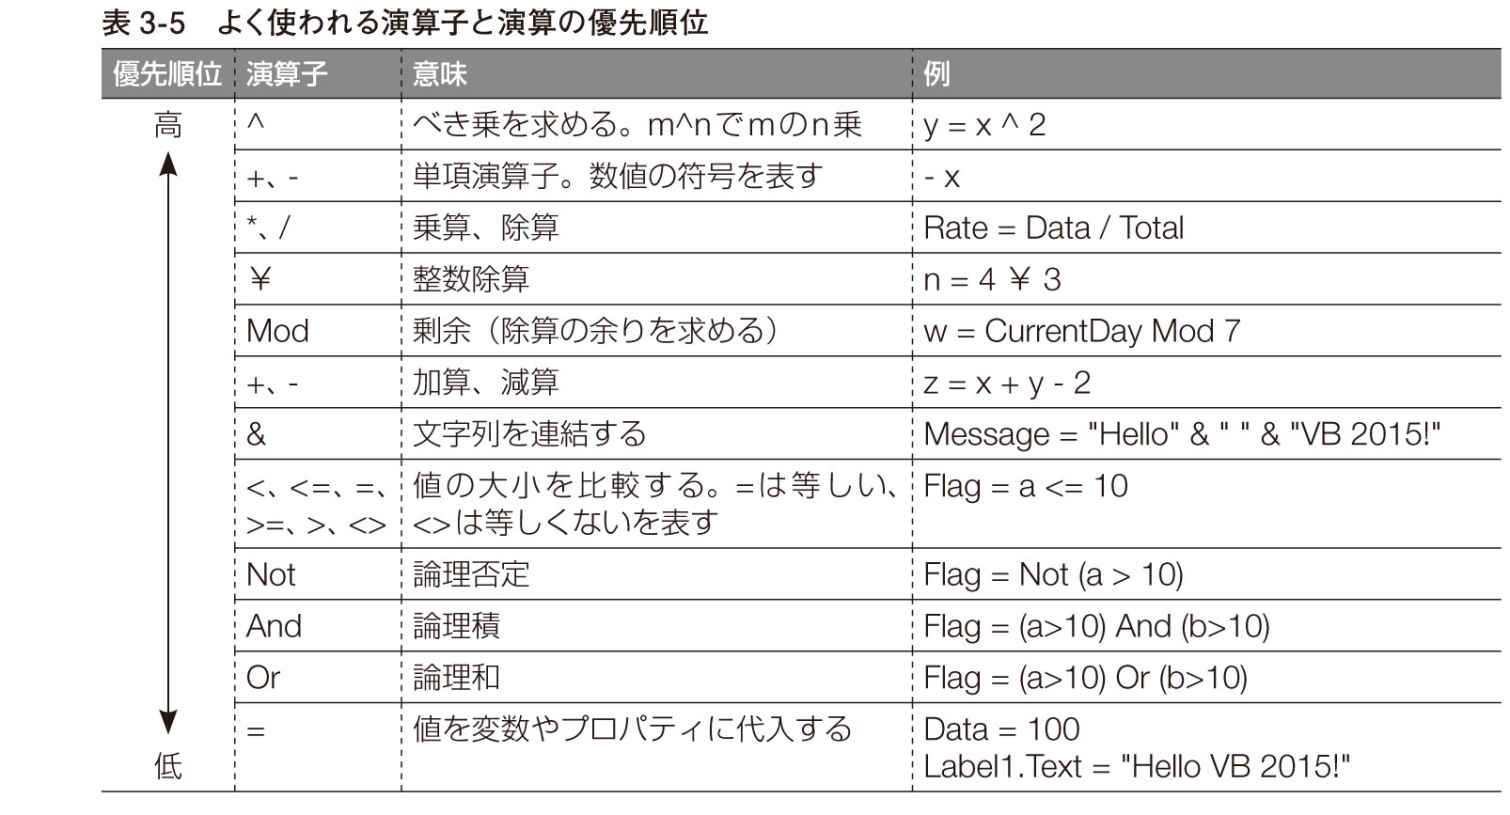 表 3-5　よく使われる演算子と演算の優先順位
優先順位 演算子 意味 例
高 ^ べき乗を求める。m^nでmのn乗 y = x ^ 2
+、- 単項演算子。数値の符号を表す - x
*、/ 乗算、除算 Rate = Data / Total
¥ 整数除算 n = 4 ¥ 3
Mod 剰余（除算の余りを求める） w = CurrentDay Mod 7
+、- 加算、減算 z = x + y - 2
& 文字列を連結する Message = "Hello" & " " & "VB 2015!"
<、<=、=、 値の大小を比較する。=は等しい、 Flag = a <= 10
>=、>、<> <>は等しくないを表す
Not 論理否定 Flag = Not (a > 10)
And 論理積 Flag = (a>10) And (b>10)
Or 論理和 Flag = (a>10) Or (b>10)
= 値を変数やプロパティに代入する Data = 100
低 Label1.Text = "Hello VB 2015!"